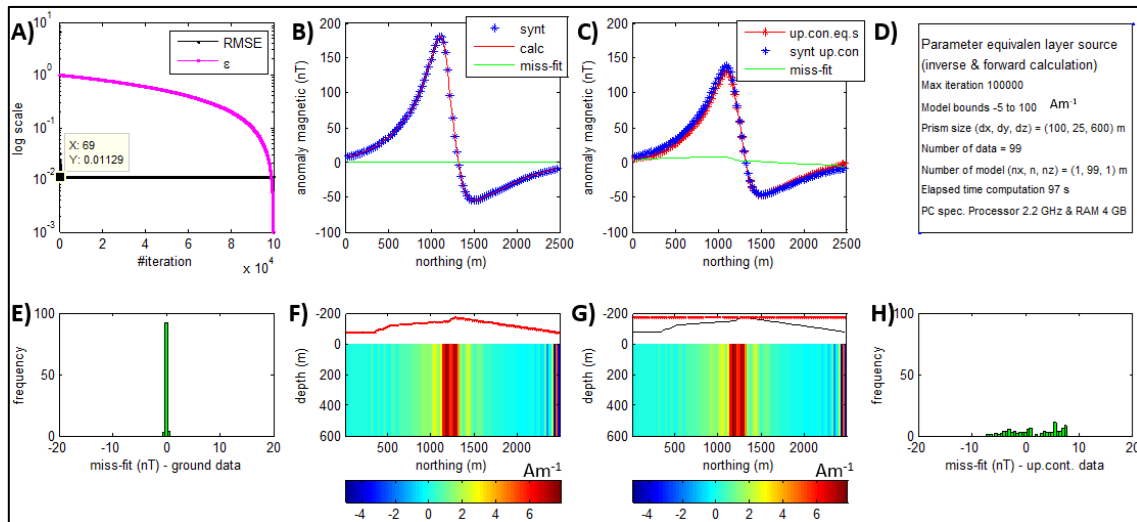 A)
10¹
10⁰
10⁻¹
10⁻²
10⁻³
log scale
RMSE
ε
X: 69
Y: 0.01129
0 2 4 6 8 10
#iteration
x 10⁴
B)
200
150
100
50
0
-50
-100
anomaly magnetic (nT)
synt
calc
miss-fit
0 500 1000 1500 2000 2500
northing (m)
C)
200
150
100
50
0
-50
-100
anomaly magnetic (nT)
up.con.eq.s
synt up.con
miss-fit
0 500 1000 1500 2000 2500
northing (m)
D)
Parameter equivalen layer source
(inverse & forward calculation)
Max iteration 100000
Model bounds -5 to 100 Am⁻¹
Prism size (dx, dy, dz) = (100, 25, 600) m
Number of data = 99
Number of model (nx, n, nz) = (1, 99, 1) m
Elapsed time computation 97 s
PC spec. Processor 2.2 GHz & RAM 4 GB
E)
100
50
0
frequency
-20 -10 0 10 20
miss-fit (nT) - ground data
F)
-200
0
200
400
600
depth (m)
500 1000 1500 2000
northing (m)
Am⁻¹
-4 -2 0 2 4 6
G)
-200
0
200
400
600
depth (m)
500 1000 1500 2000
northing (m)
Am⁻¹
-4 -2 0 2 4 6
H)
100
50
0
frequency
-20 -10 0 10 20
miss-fit (nT) - up.cont. data